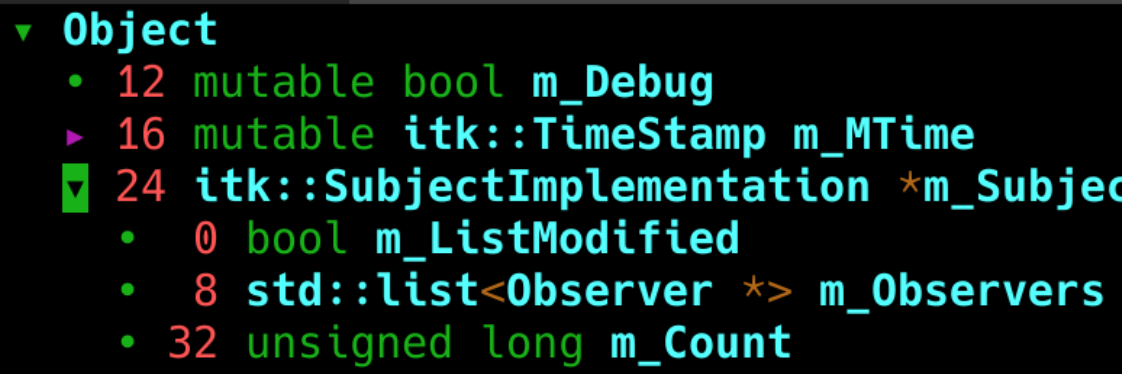 ▾ Object
• 12 mutable bool m_Debug
▸ 16 mutable itk::TimeStamp m_MTime
▾ 24 itk::SubjectImplementation *m_Subjec
• 0 bool m_ListModified
• 8 std::list<Observer *> m_Observers
• 32 unsigned long m_Count